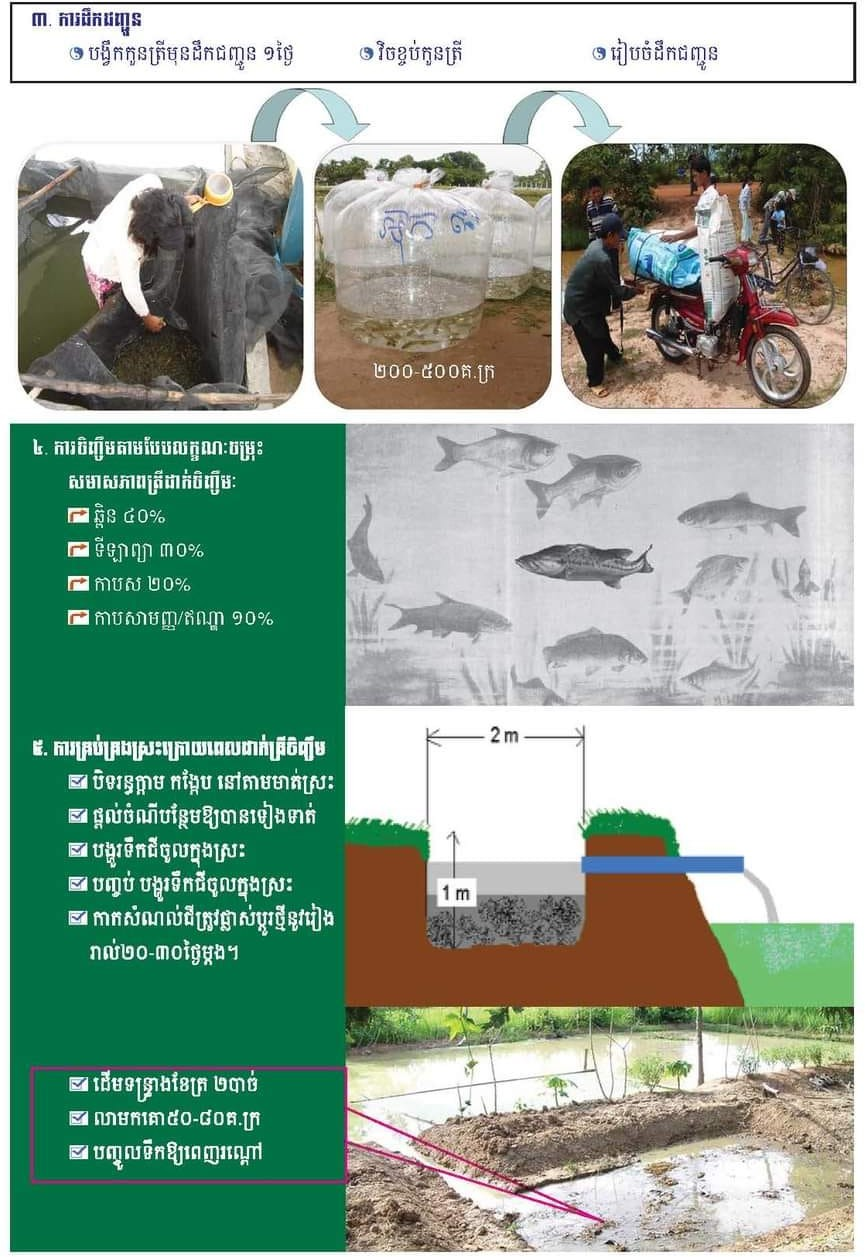 ៣. ការដឹកជញ្ជូន
បង្អឹកកូនត្រីមុនដឹកជញ្ជូន ១ថ្ងៃ
វិចខ្ចប់កូនត្រី
រៀបចំដឹកជញ្ជូន
២០០-៥០០គ.ក្រ
៤. ការចិញ្ចឹមតាមបែបលក្ខណៈចម្រុះ
សមាសភាពត្រីដាក់ចិញ្ចឹមៈ
ឆ្ពិន ៤០%
ទីឡាព្យា ៣០%
កាបស ២០%
កាបសាមញ្ញ/ឥណ្ឌា ១០%
៥. ការគ្រប់គ្រងស្រះក្រោយពេលដាក់ត្រីចិញ្ចឹម
បិទរន្ធក្តាម កង្កែប នៅតាមមាត់ស្រះ
ផ្តល់ចំណីបន្ថែមឱ្យបានទៀងទាត់
បង្ហូរទឹកជីចូលក្នុងស្រះ
បញ្ចប់ បង្ហូរទឹកជីចូលក្នុងស្រះ
កាកសំណល់ជីត្រូវផ្លាស់ប្តូរថ្មីនូវរៀង
រាល់២០-៣០ថ្ងៃម្តង។
2 m
1 m
ដើមទន្ទ្រាំងខែត្រ ២បាច់
លាមកគោ៥០-៨០គ.ក្រ
បញ្ចូលទឹកឱ្យពេញរណ្តៅ